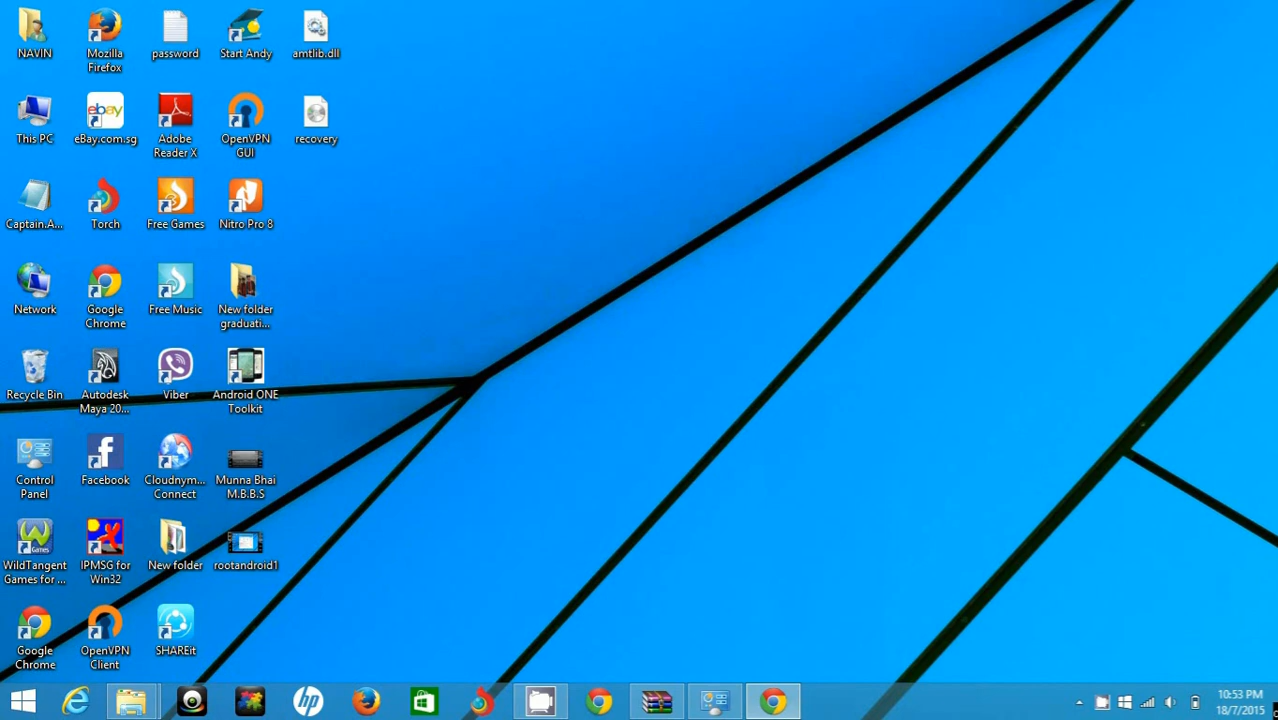 NAVIN
Mozilla
Firefox
password
Start Andy
amtlib.dll
This PC
ebay
eBay.com.sg
Adobe
Reader X
OpenVPN
GUI
recovery
Captain.A...
Torch
Free Games
Nitro Pro 8
Network
Google
Chrome
Free Music
New folder
graduati...
Recycle Bin
Autodesk
Maya 20...
Viber
Android ONE
Toolkit
Control
Panel
Facebook
Cloudnym...
Connect
Munna Bhai
M.B.B.S
Games
WildTangent
Games for ...
IPMSG for
Win32
New folder
rootandroid1
Google
Chrome
OpenVPN
Client
SHAREit
hp
10:53 PM
18/7/2015